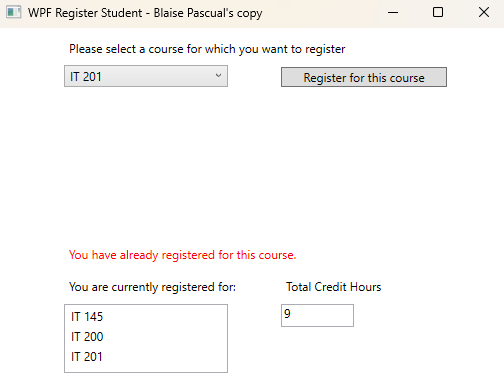 WPF Register Student - Blaise Pascual's copy
Please select a course for which you want to register
IT 201
Register for this course
You have already registered for this course.
You are currently registered for:
Total Credit Hours
IT 145
9
IT 200
IT 201